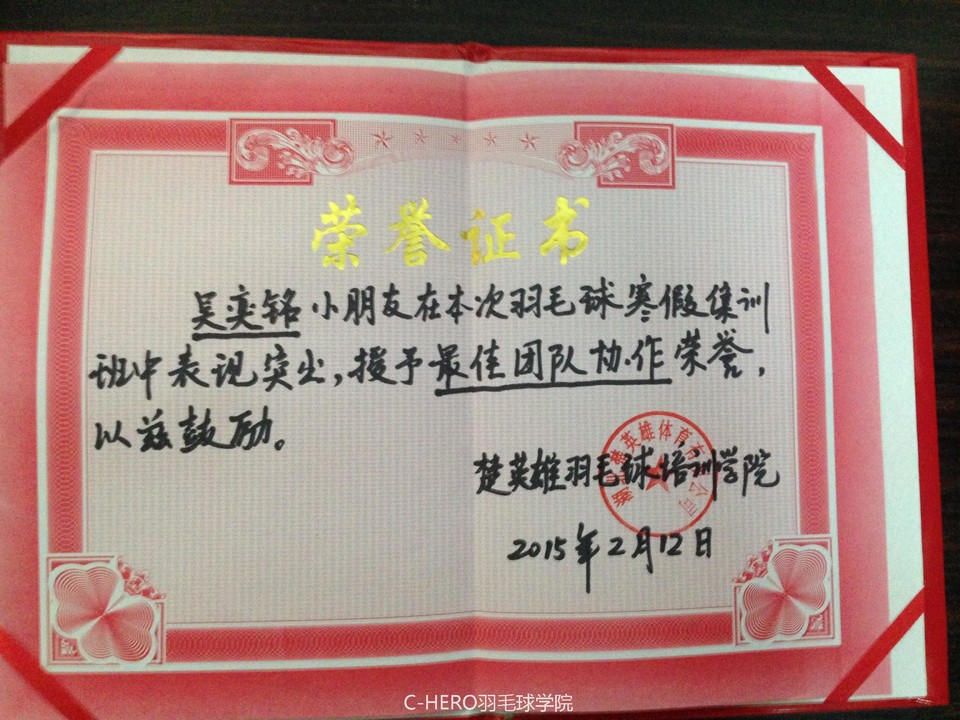 荣誉证书
吴奕铭小朋友在本次羽毛球寒假集训
班中表现突出,授予最佳团队协作荣誉,
以兹鼓励。
楚英雄羽毛球培训学院
2015年2月12日
C-HERO羽毛球学院